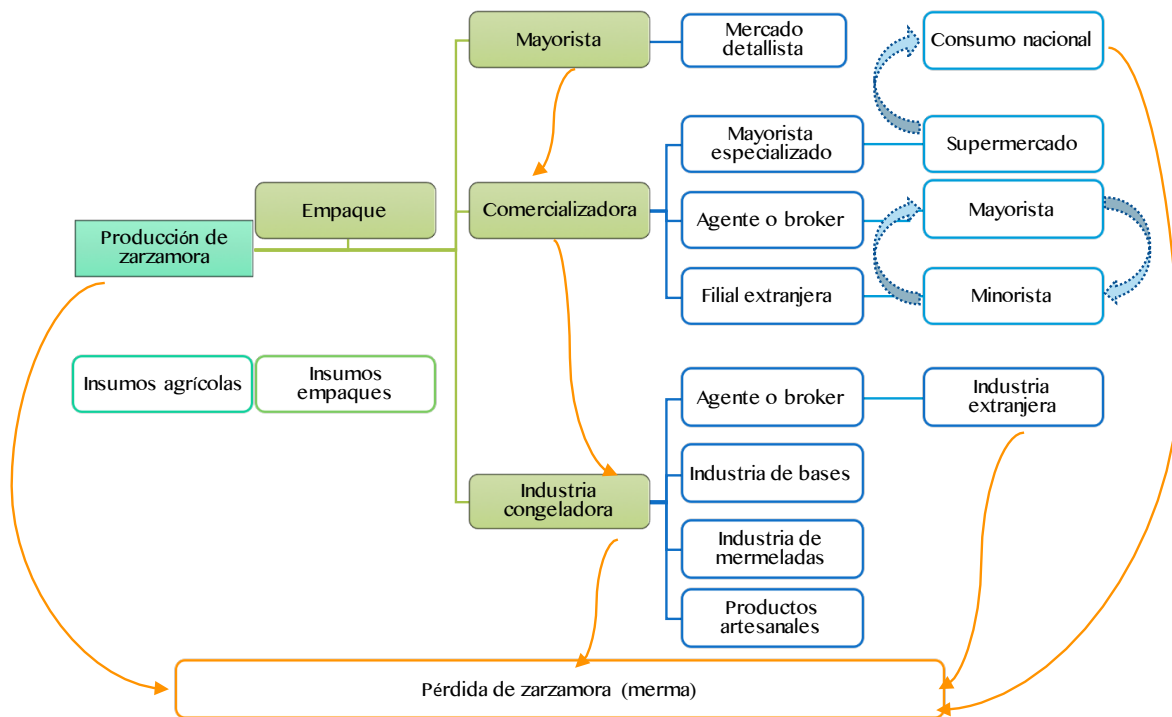 Mayorista
Mercado
detallista
Consumo nacional
Mayorista
especializado
Supermercado
Empaque
Comercializadora
Agente o broker
Mayorista
Producción de
zarzamora
Filial extranjera
Minorista
Insumos agrícolas
Insumos
empaques
Agente o broker
Industria
extranjera
Industria de bases
Industria
congeladora
Industria de
mermeladas
Productos
artesanales
Pérdida de zarzamora (merma)